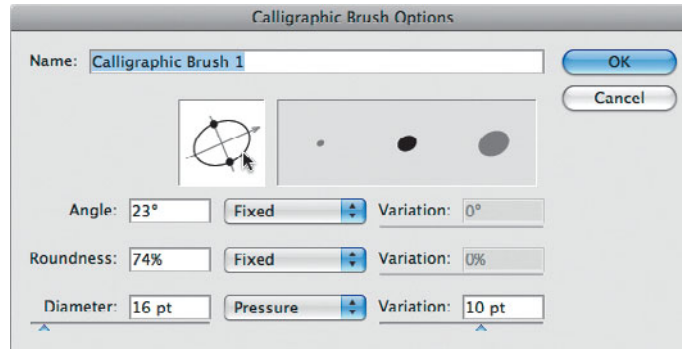 Calligraphic Brush Options
Name: Calligraphic Brush 1 OK
Cancel
Angle: 23° Fixed Variation: 0°
Roundness: 74% Fixed Variation: 0%
Diameter: 16 pt Pressure Variation: 10 pt